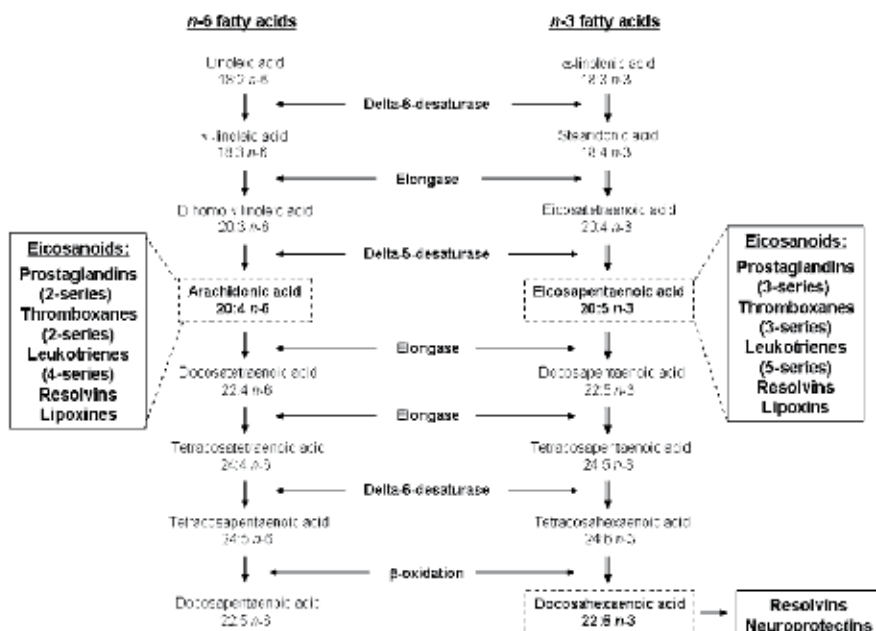 n-6 fatty acids
n-3 fatty acids
Linoleic acid
18:2 n-6
α-linolenic acid
18:3 n-3
Delta-6-desaturase
-linoleic acid
18:3 n-6
Stearidonic acid
18:4 n-3
Elongase
linoleic acid
20:3 n-6
Eicosatetraenoic acid
20:4 n-3
Delta-5-desaturase
Eicosanoids:
Prostaglandins
(2-series)
Thromboxanes
(2-series)
Leukotrienes
(4-series)
Resolvins
Lipoxines
Arachidonic acid
20:4 n-6
Eicosapentaenoic acid
20:5 n-3
Eicosanoids:
Prostaglandins
(3-series)
Thromboxanes
(3-series)
Leukotrienes
(5-series)
Resolvins
Lipoxins
Elongase
Docosatetraenoic acid
22:4 n-6
Docosapentaenoic acid
22:5 n-3
Elongase
Tetracosatetraenoic acid
24:4 n-6
Tetracosapentaenoic acid
24:5 n-3
Delta-6-desaturase
Tetracosapentaenoic acid
24:5 n-6
Tetracosahexaenoic acid
24:6 n-3
β-oxidation
Docosapentaenoic acid
22:5 n-6
Docosahexaenoic acid
22:6 n-3
Resolvins
Neuroprotectins